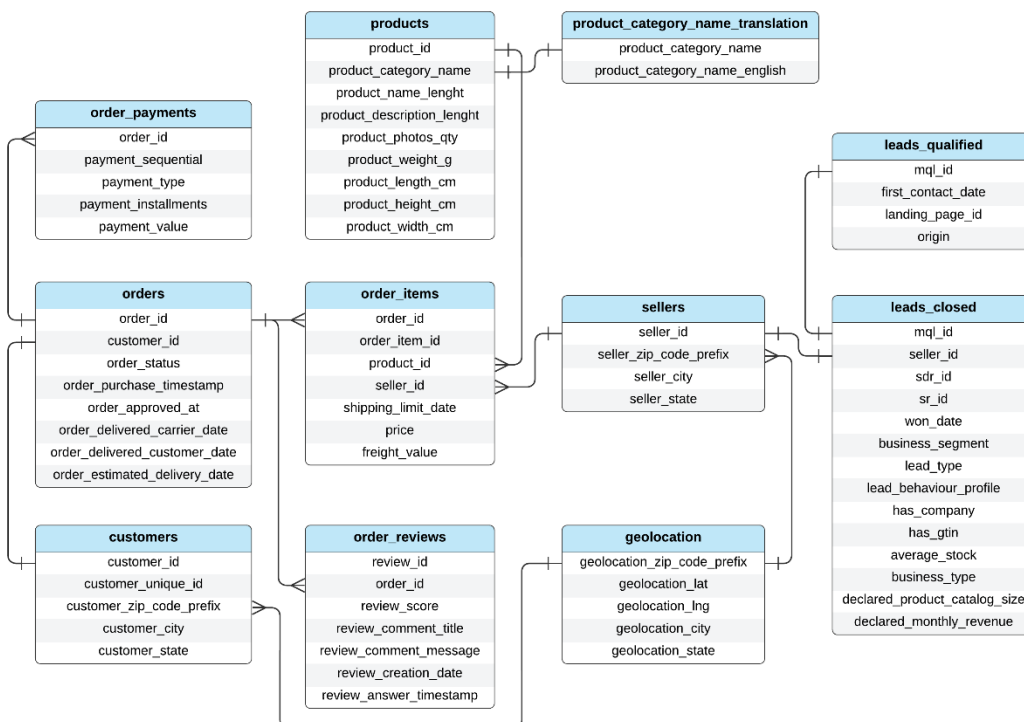 products
product_id
product_category_name
product_name_lenght
product_description_lenght
product_photos_qty
product_weight_g
product_length_cm
product_height_cm
product_width_cm
product_category_name_translation
product_category_name
product_category_name_english
order_payments
order_id
payment_sequential
payment_type
payment_installments
payment_value
leads_qualified
mql_id
first_contact_date
landing_page_id
origin
orders
order_id
customer_id
order_status
order_purchase_timestamp
order_approved_at
order_delivered_carrier_date
order_delivered_customer_date
order_estimated_delivery_date
order_items
order_id
order_item_id
product_id
seller_id
shipping_limit_date
price
freight_value
sellers
seller_id
seller_zip_code_prefix
seller_city
seller_state
leads_closed
mql_id
seller_id
sdr_id
sr_id
won_date
business_segment
lead_type
lead_behaviour_profile
has_company
has_gtin
average_stock
business_type
declared_product_catalog_size
declared_monthly_revenue
customers
customer_id
customer_unique_id
customer_zip_code_prefix
customer_city
customer_state
order_reviews
review_id
order_id
review_score
review_comment_title
review_comment_message
review_creation_date
review_answer_timestamp
geolocation
geolocation_zip_code_prefix
geolocation_lat
geolocation_lng
geolocation_city
geolocation_state